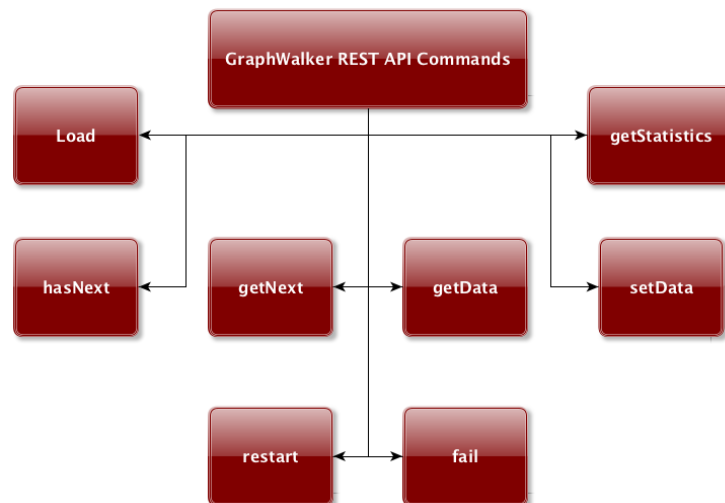 GraphWalker REST API Commands
Load
getStatistics
hasNext
getNext
getData
setData
restart
fail